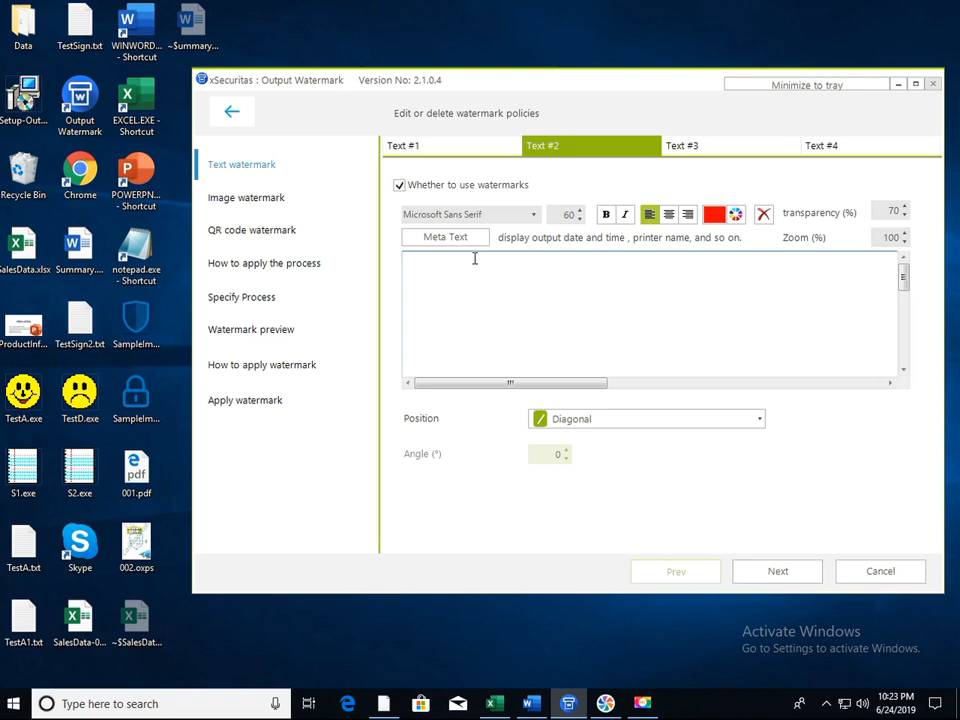 Data
TestSign.txt
WINWORD...
- Shortcut
~$ummary...
Setup-Out...
Output
Watermark
EXCEL.EXE -
Shortcut
Recycle Bin
Chrome
POWERPN...
- Shortcut
SalesData.xlsx
Summary....
notepad.exe
- Shortcut
ProductInf...
TestSign2.txt
SampleIm...
TestA.exe
TestD.exe
SampleIm...
S1.exe
S2.exe
pdf
001.pdf
TestA.txt
Skype
002.oxps
TestA1.txt
SalesData-0...
~$SalesDat...
xSecuritas : Output Watermark Version No: 2.1.0.4
Minimize to tray
Edit or delete watermark policies
Text watermark
Image watermark
QR code watermark
How to apply the process
Specify Process
Watermark preview
How to apply watermark
Apply watermark
Text #1 Text #2 Text #3 Text #4
Whether to use watermarks
Microsoft Sans Serif 60 B I transparency (%) 70
Meta Text display output date and time , printer name, and so on. Zoom (%) 100
Position Diagonal
Angle (°) 0
Prev Next Cancel
Activate Windows
Go to Settings to activate Windows.
Type here to search
10:23 PM
6/24/2019